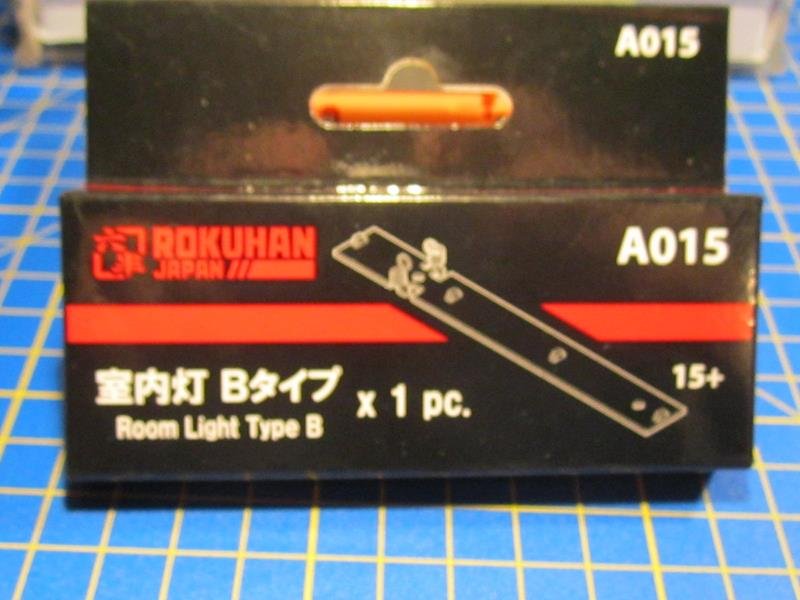 A015
ROKUHAN
JAPAN
A015
室内灯 Bタイプ x 1 pc.
Room Light Type B
15+